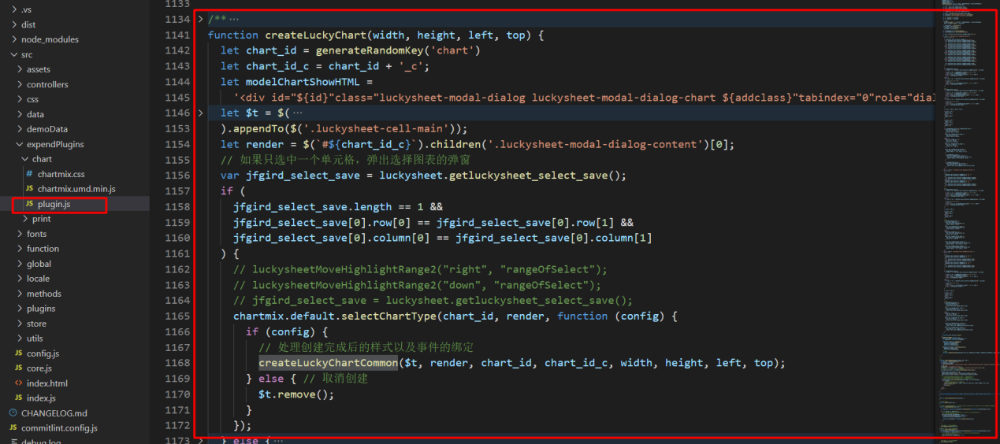 .vs
dist
node_modules
src
assets
controllers
css
data
demoData
expendPlugins
chart
# chartmix.css
JS chartmix.umd.min.js
JS plugin.js
print
fonts
function
global
locale
methods
plugins
store
utils
JS config.js
JS core.js
<> index.html
JS index.js
CHANGELOG.md
JS commitlint.config.js
debug.log
1133
1134 /** ···
1141 function createLuckyChart(width, height, left, top) {
1142 let chart_id = generateRandomKey('chart')
1143 let chart_id_c = chart_id + '_c';
1144 let modelChartShowHTML =
1145 '<div id="${id}"class="luckysheet-modal-dialog luckysheet-modal-dialog-chart ${addclass}"tabindex="0"role="dial
1146 let $t = $( ···
1153 ).appendTo($('.luckysheet-cell-main'));
1154 let render = $(`#${chart_id_c}`).children('.luckysheet-modal-dialog-content')[0];
1155 // 如果只选中一个单元格，弹出选择图表的弹窗
1156 var jfgird_select_save = luckysheet.getluckysheet_select_save();
1157 if (
1158 jfgird_select_save.length == 1 &&
1159 jfgird_select_save[0].row[0] == jfgird_select_save[0].row[1] &&
1160 jfgird_select_save[0].column[0] == jfgird_select_save[0].column[1]
1161 ) {
1162 // luckysheetMoveHighlightRange2("right", "rangeOfSelect");
1163 // luckysheetMoveHighlightRange2("down", "rangeOfSelect");
1164 // jfgird_select_save = luckysheet.getluckysheet_select_save();
1165 chartmix.default.selectChartType(chart_id, render, function (config) {
1166 if (config) {
1167 // 处理创建完成后的样式以及事件的绑定
1168 createLuckyChartCommon($t, render, chart_id, chart_id_c, width, height, left, top);
1169 } else { // 取消创建
1170 $t.remove();
1171 }
1172 });
1173 } else { ···